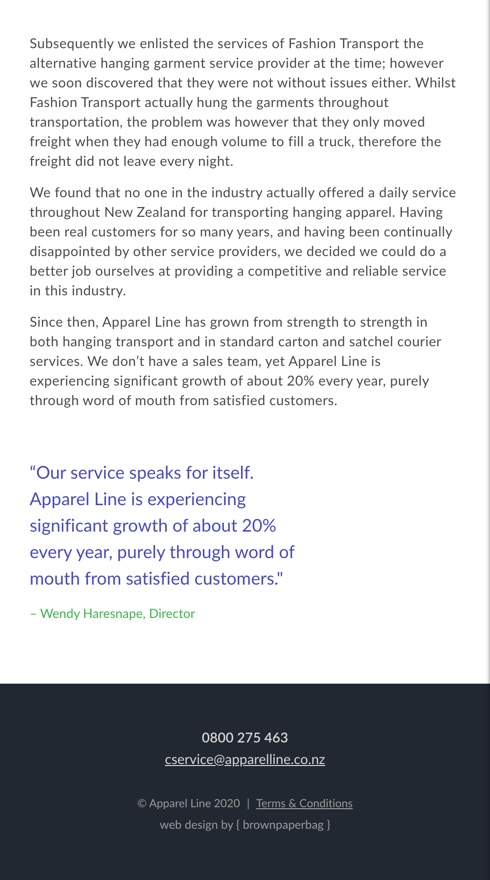 Subsequently we enlisted the services of Fashion Transport the
alternative hanging garment service provider at the time; however
we soon discovered that they were not without issues either. Whilst
Fashion Transport actually hung the garments throughout
transportation, the problem was however that they only moved
freight when they had enough volume to fill a truck, therefore the
freight did not leave every night.
We found that no one in the industry actually offered a daily service
throughout New Zealand for transporting hanging apparel. Having
been real customers for so many years, and having been continually
disappointed by other service providers, we decided we could do a
better job ourselves at providing a competitive and reliable service
in this industry.
Since then, Apparel Line has grown from strength to strength in
both hanging transport and in standard carton and satchel courier
services. We don’t have a sales team, yet Apparel Line is
experiencing significant growth of about 20% every year, purely
through word of mouth from satisfied customers.
“Our service speaks for itself.
Apparel Line is experiencing
significant growth of about 20%
every year, purely through word of
mouth from satisfied customers."
– Wendy Haresnape, Director
0800 275 463
cservice@apparelline.co.nz
© Apparel Line 2020 | Terms & Conditions
web design by { brownpaperbag }